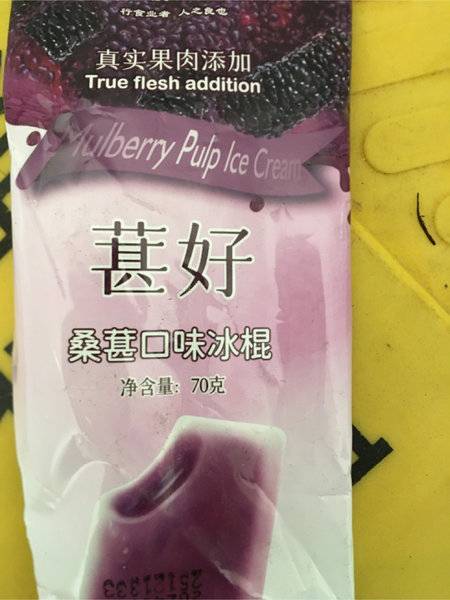 行食业者 人之良也
真实果肉添加
True flesh addition
Mulberry Pulp Ice Cream
葚好
桑葚口味冰棍
净含量: 70克